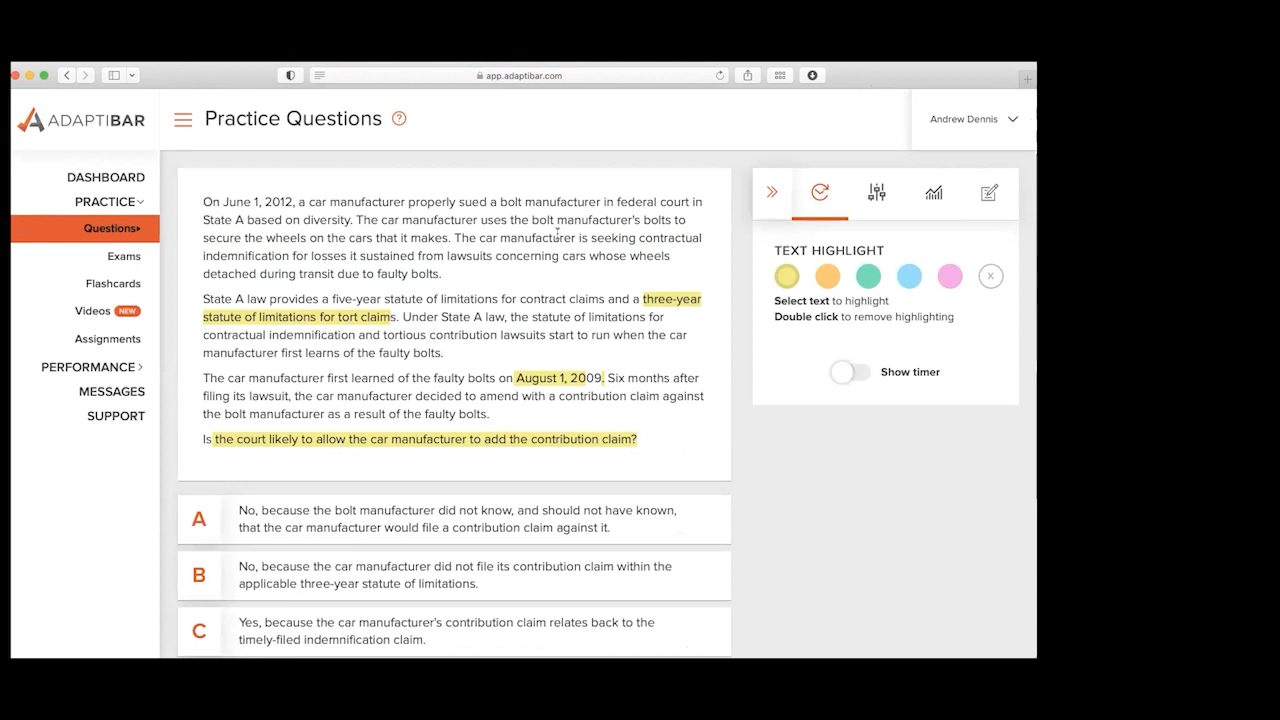 app.adaptibar.com
ADAPTIBAR
Practice Questions
Andrew Dennis
DASHBOARD
PRACTICE
Questions
Exams
Flashcards
Videos NEW
Assignments
PERFORMANCE
MESSAGES
SUPPORT
On June 1, 2012, a car manufacturer properly sued a bolt manufacturer in federal court in
State A based on diversity. The car manufacturer uses the bolt manufacturer's bolts to
secure the wheels on the cars that it makes. The car manufacturer is seeking contractual
indemnification for losses it sustained from lawsuits concerning cars whose wheels
detached during transit due to faulty bolts.
State A law provides a five-year statute of limitations for contract claims and a three-year
statute of limitations for tort claims. Under State A law, the statute of limitations for
contractual indemnification and tortious contribution lawsuits start to run when the car
manufacturer first learns of the faulty bolts.
The car manufacturer first learned of the faulty bolts on August 1, 2009. Six months after
filing its lawsuit, the car manufacturer decided to amend with a contribution claim against
the bolt manufacturer as a result of the faulty bolts.
Is the court likely to allow the car manufacturer to add the contribution claim?
A
No, because the bolt manufacturer did not know, and should not have known,
that the car manufacturer would file a contribution claim against it.
B
No, because the car manufacturer did not file its contribution claim within the
applicable three-year statute of limitations.
C
Yes, because the car manufacturer's contribution claim relates back to the
timely-filed indemnification claim.
TEXT HIGHLIGHT
Select text to highlight
Double click to remove highlighting
Show timer